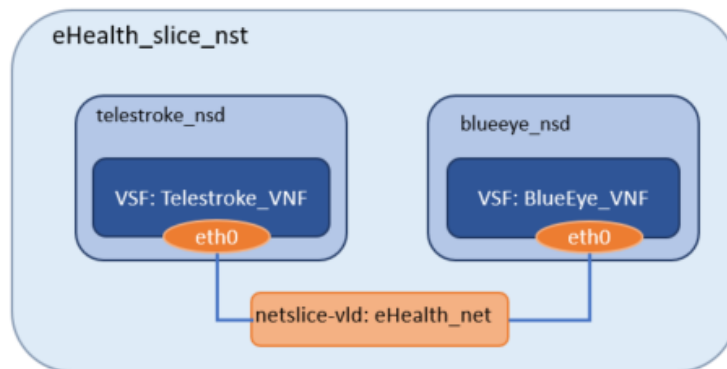 eHealth_slice_nst
telestroke_nsd
blueeye_nsd
VSF: Telestroke_VNF
VSF: BlueEye_VNF
eth0
eth0
netslice-vld: eHealth_net